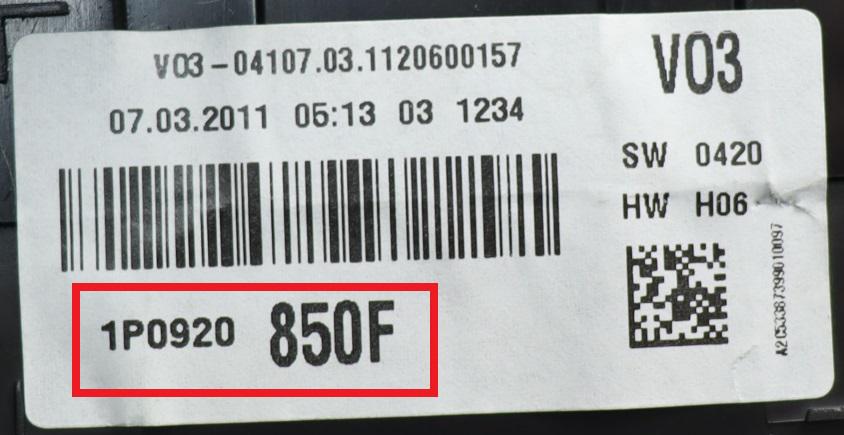 V03-04107.03.1120600157
V03
07.03.2011 05:13 03 1234
SW 0420
HW H06
1P0920 850F
A2C53387399010097